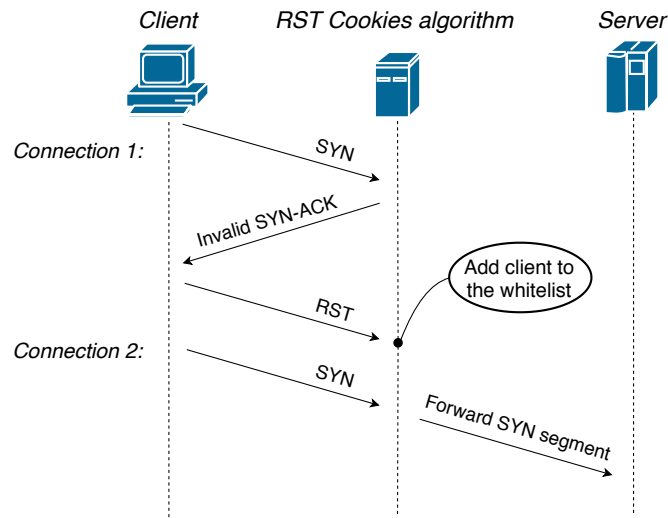 Client
RST Cookies algorithm
Server
Connection 1:
SYN
Invalid SYN-ACK
Add client to
the whitelist
RST
Connection 2:
SYN
Forward SYN segment